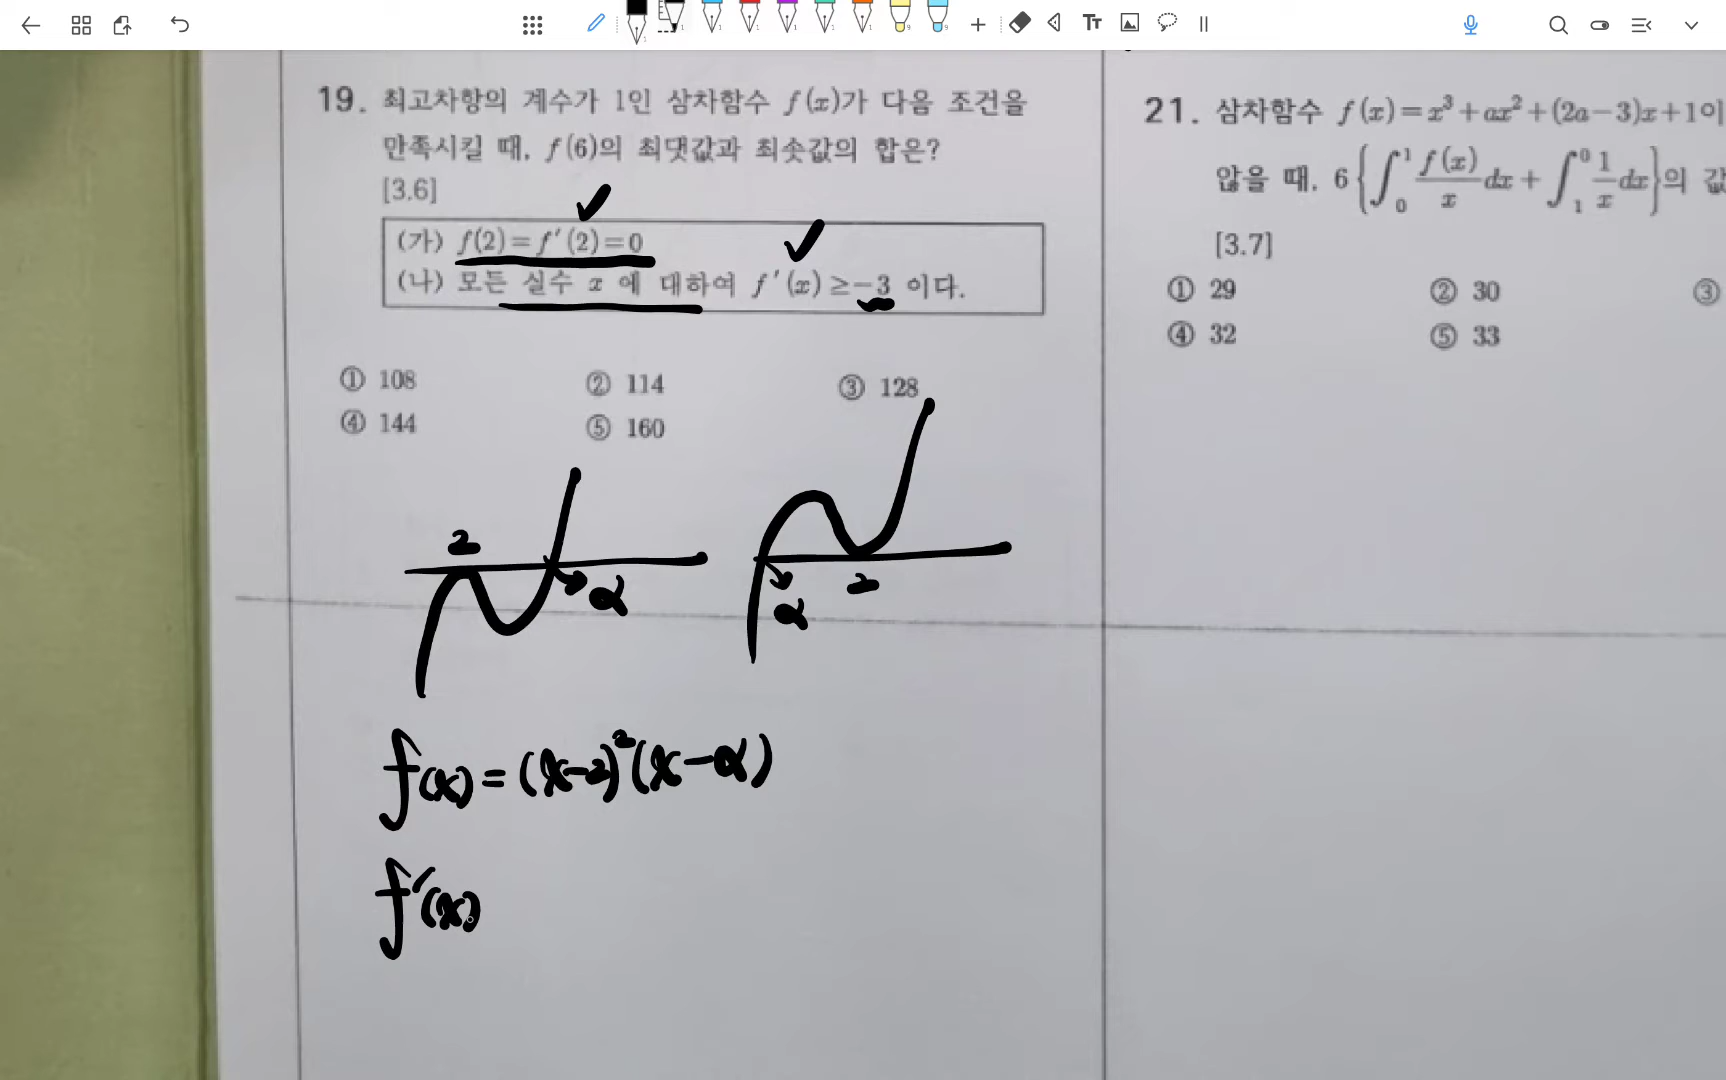 Tт
19. 최고차항의 계수가 1인 삼차함수 f(x)가 다음 조건을
만족시킬 때, f(6)의 최댓값과 최솟값의 합은?
[3.6]
(가) f(2)=f′(2)=0
(나) 모든 실수 x 에 대하여 f′(x)≥-3 이다.
① 108 ② 114 ③ 128
④ 144 ⑤ 160
2 α
α 2
f(x)=(x-2)²(x-α)
f′(x)
21. 삼차함수 f(x)=x³+ax²+(2a-3)x+1이
않을 때, 6{∫₀¹ f(x)/x dx+∫₁⁰ 1/x dx}의 값
[3.7]
① 29 ② 30 ③
④ 32 ⑤ 33